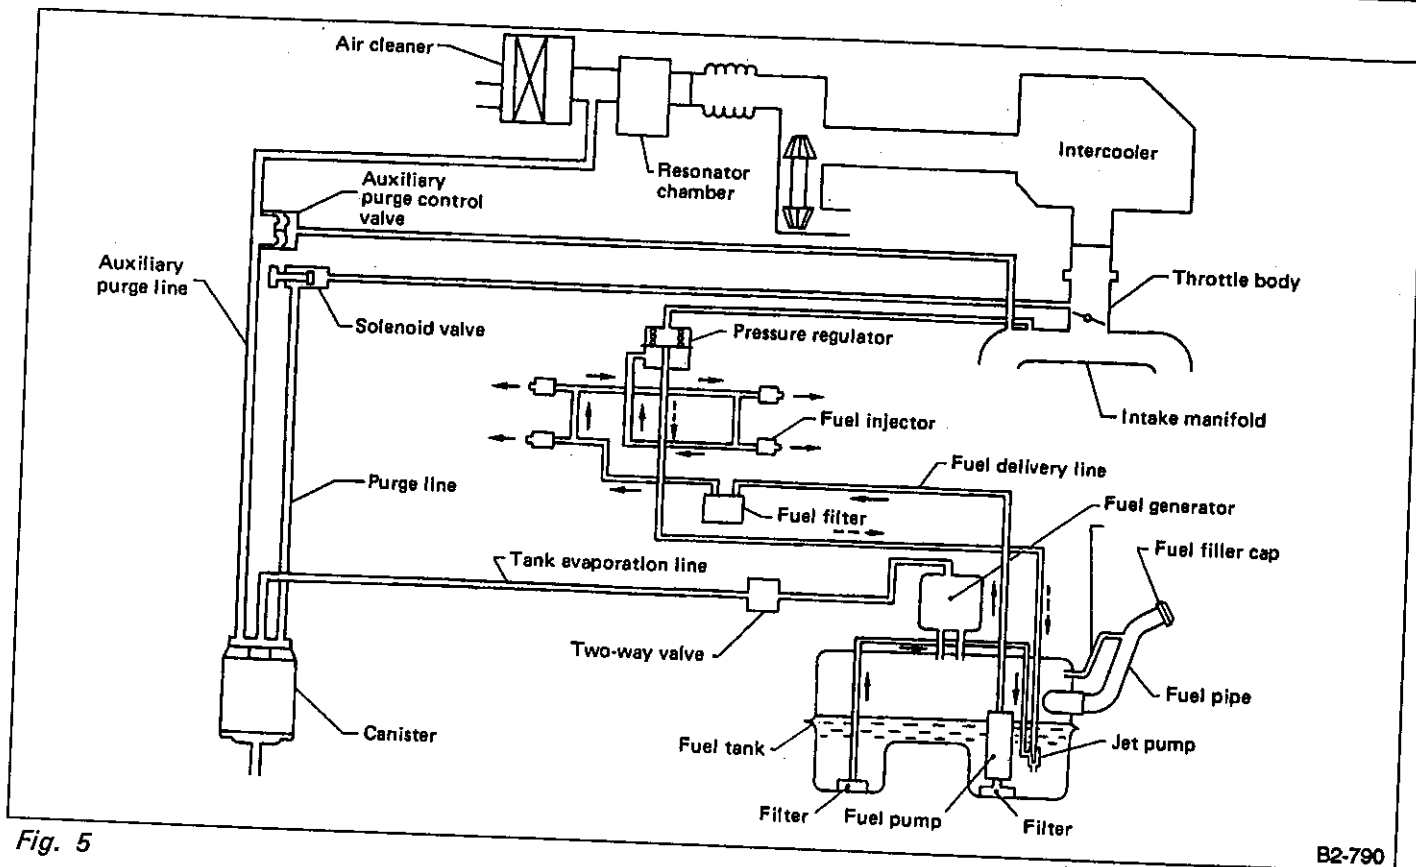 Air cleaner
Intercooler
Resonator
chamber
Auxiliary
purge control
valve
Auxiliary
purge line
Throttle body
Solenoid valve
Pressure regulator
Intake manifold
Fuel injector
Fuel delivery line
Purge line
Fuel generator
Fuel filter
Fuel filler cap
Tank evaporation line
Two-way valve
Fuel pipe
Canister
Fuel tank
Jet pump
Filter
Fuel pump
Filter
Fig. 5
B2-790